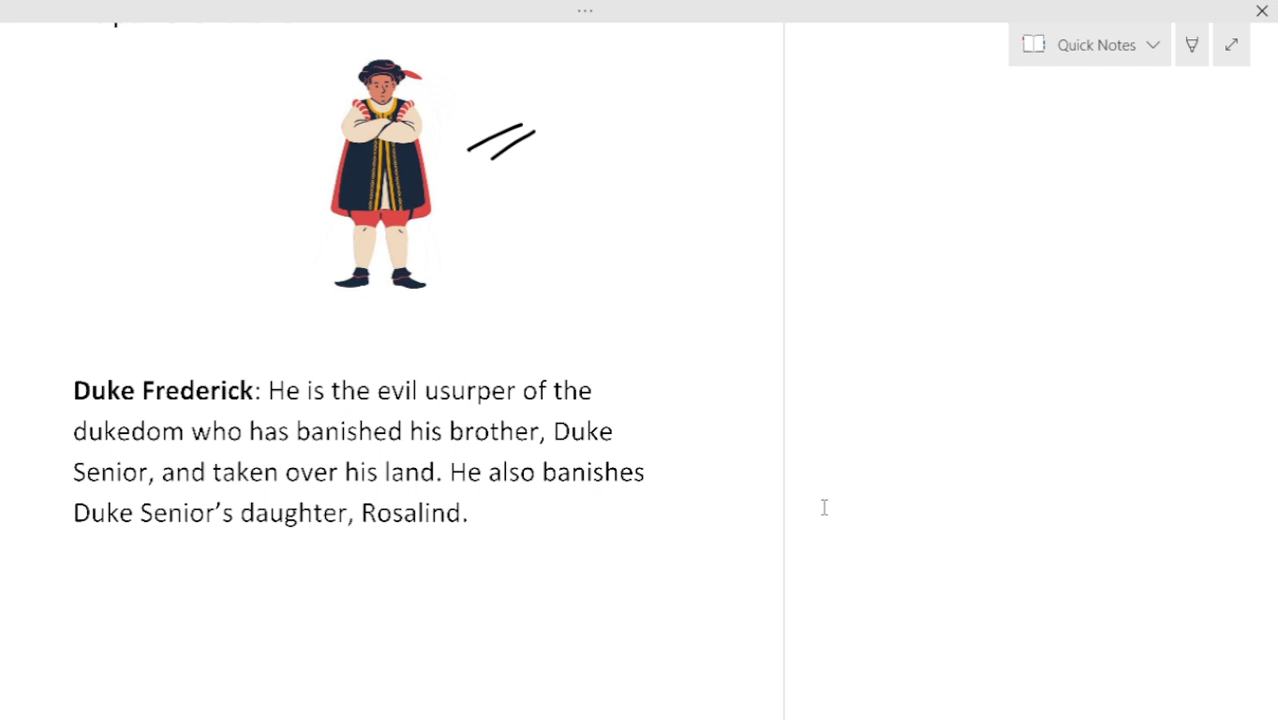 Quick Notes
Duke Frederick: He is the evil usurper of the
dukedom who has banished his brother, Duke
Senior, and taken over his land. He also banishes
Duke Senior’s daughter, Rosalind.